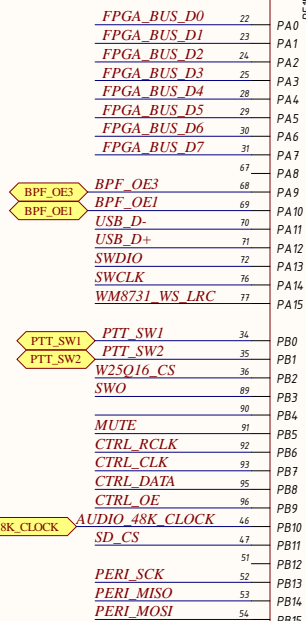 FPGA_BUS_D0 22 PA0
FPGA_BUS_D1 23 PA1
FPGA_BUS_D2 24 PA2
FPGA_BUS_D3 25 PA3
FPGA_BUS_D4 28 PA4
FPGA_BUS_D5 29 PA5
FPGA_BUS_D6 30 PA6
FPGA_BUS_D7 31 PA7
67 PA8
BPF_OE3 BPF_OE3 68 PA9
BPF_OE1 BPF_OE1 69 PA10
USB_D- 70 PA11
USB_D+ 71 PA12
SWDIO 72 PA13
SWCLK 76 PA14
WM8731_WS_LRC 77 PA15
PTT_SW1 PTT_SW1 34 PB0
PTT_SW2 PTT_SW2 35 PB1
W25Q16_CS 36 PB2
SWO 89 PB3
90 PB4
MUTE 91 PB5
CTRL_RCLK 92 PB6
CTRL_CLK 93 PB7
CTRL_DATA 95 PB8
CTRL_OE 96 PB9
8K_CLOCK AUDIO_48K_CLOCK 46 PB10
SD_CS 47 PB11
51 PB12
PERI_SCK 52 PB13
PERI_MISO 53 PB14
PERI_MOSI 54 PB15